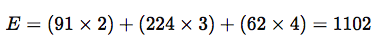 E = (91 × 2) + (224 × 3) + (62 × 4) = 1102